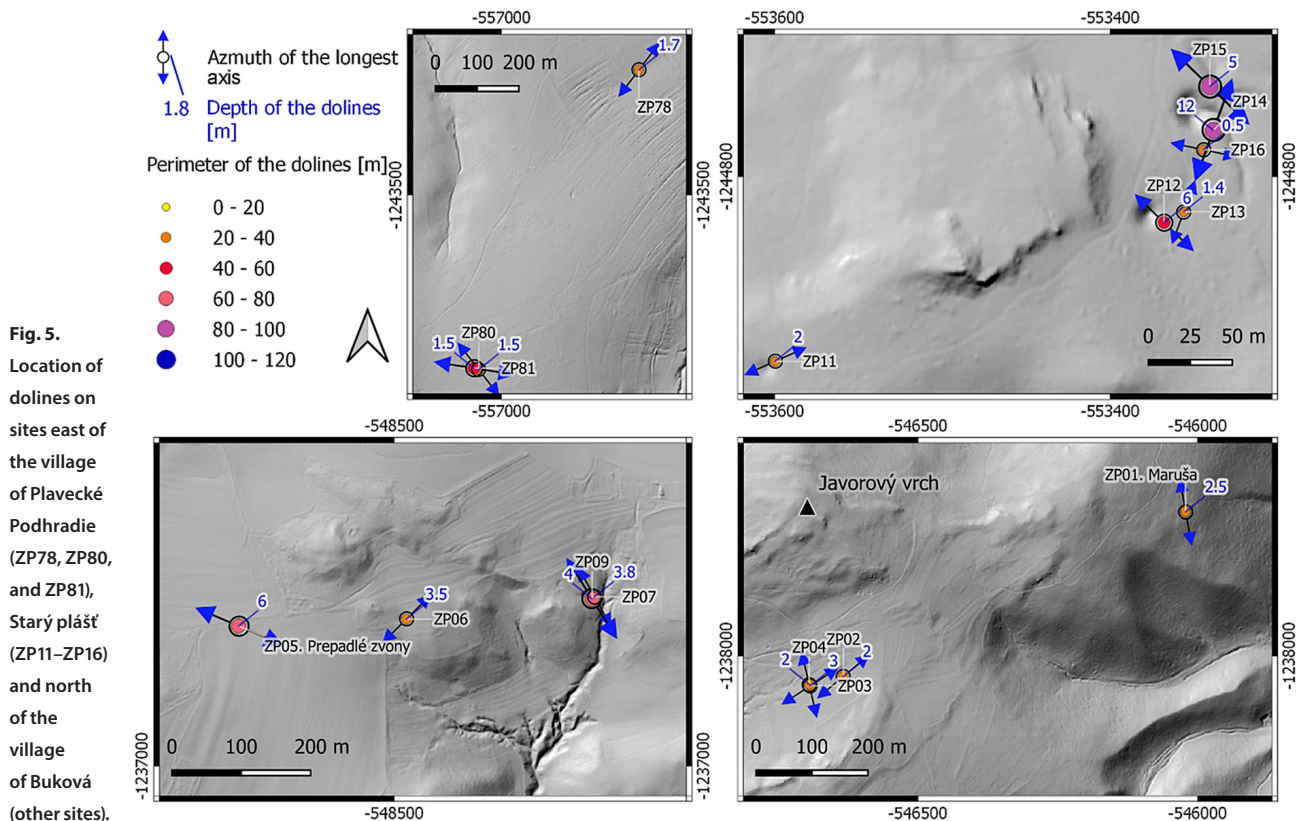 Azimuth of the longest
axis
1.8 Depth of the dolines
[m]
Perimeter of the dolines [m]
0 - 20
20 - 40
40 - 60
60 - 80
80 - 100
100 - 120
Fig. 5.
Location of
dolines on
sites east of
the village
of Plavecké
Podhradie
(ZP78, ZP80,
and ZP81),
Starý plášť
(ZP11–ZP16)
and north
of the
village
of Buková
(other sites).
-557000
0 100 200 m
1.7
ZP78
-1243500
-1243500
ZP80
1.5
1.5
ZP81
-557000
-553600
-553400
ZP15
5
ZP14
12
0.5
ZP16
-1244800
-1244800
ZP12
6
1.4
ZP13
2
ZP11
0 25 50 m
-553600
-553400
-548500
ZP09
4
3.8
ZP07
3.5
ZP06
6
ZP05. Prepadlé zvony
0 100 200 m
-1237000
-1237000
-548500
-546500
-546000
Javorový vrch
ZP01. Maruša
2.5
ZP04
ZP02
2
3
2
ZP03
-1238000
-1238000
0 100 200 m
-546500
-546000